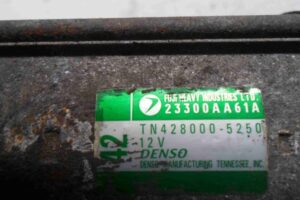 FUJI HEAVY INDUSTRIES LTD.
23300AA61A
TN428000-5250
12V
DENSO
DENSO MANUFACTURING TENNESSEE, INC.
42